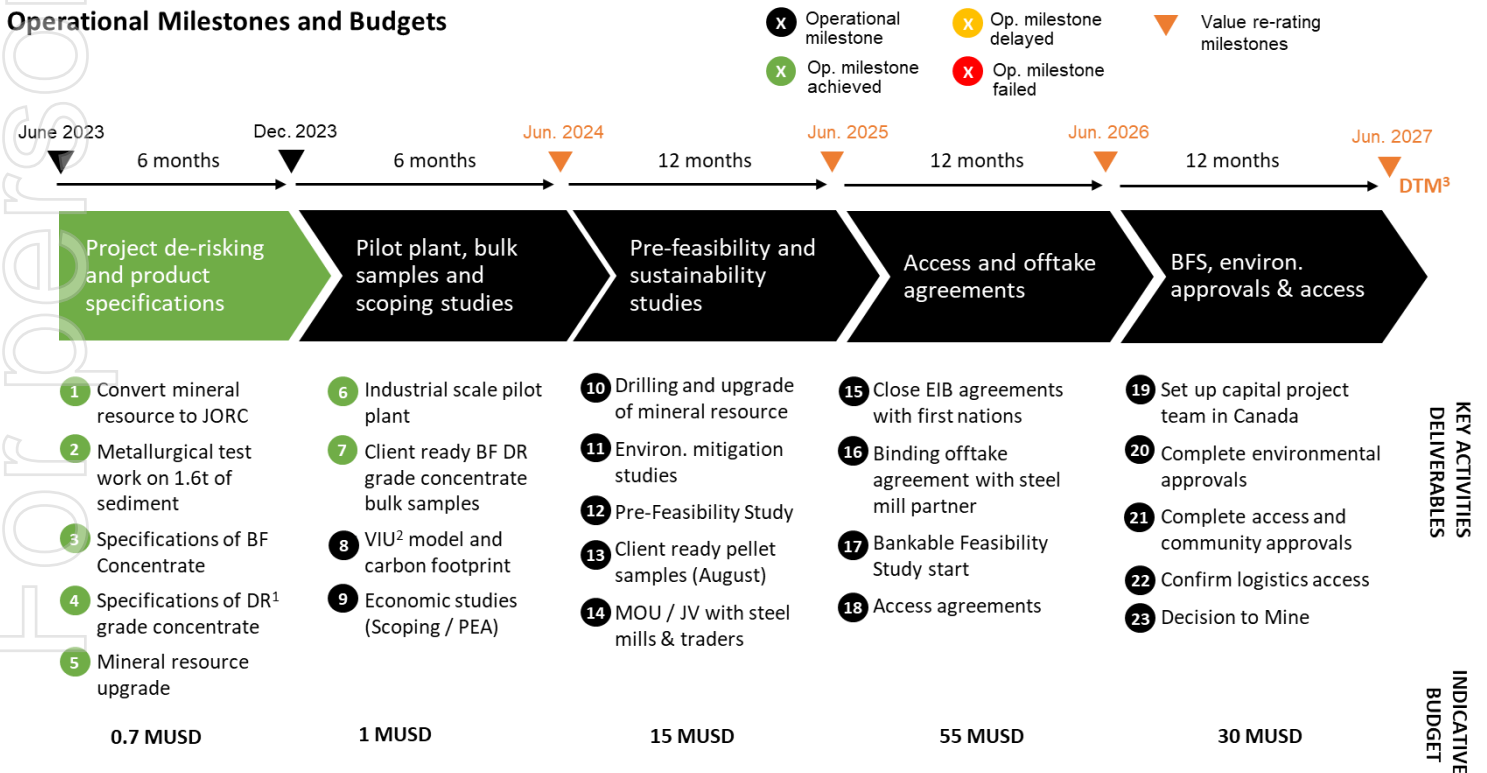 Operational Milestones and Budgets
X Operational
milestone
X Op. milestone
delayed
Value re-rating
milestones
X Op. milestone
achieved
X Op. milestone
failed
June 2023
Dec. 2023
Jun. 2024
Jun. 2025
Jun. 2026
Jun. 2027
6 months
6 months
12 months
12 months
12 months
DTM³
Project de-risking
and product
specifications
Pilot plant, bulk
samples and
scoping studies
Pre-feasibility and
sustainability
studies
Access and offtake
agreements
BFS, environ.
approvals & access
1 Convert mineral
resource to JORC
2 Metallurgical test
work on 1.6t of
sediment
3 Specifications of BF
Concentrate
4 Specifications of DR¹
grade concentrate
5 Mineral resource
upgrade
6 Industrial scale pilot
plant
7 Client ready BF DR
grade concentrate
bulk samples
8 VIU² model and
carbon footprint
9 Economic studies
(Scoping / PEA)
10 Drilling and upgrade
of mineral resource
11 Environ. mitigation
studies
12 Pre-Feasibility Study
13 Client ready pellet
samples (August)
14 MOU / JV with steel
mills & traders
15 Close EIB agreements
with first nations
16 Binding offtake
agreement with steel
mill partner
17 Bankable Feasibility
Study start
18 Access agreements
19 Set up capital project
team in Canada
20 Complete environmental
approvals
21 Complete access and
community approvals
22 Confirm logistics access
23 Decision to Mine
KEY ACTIVITIES
DELIVERABLES
0.7 MUSD
1 MUSD
15 MUSD
55 MUSD
30 MUSD
INDICATIVE
BUDGET
For person